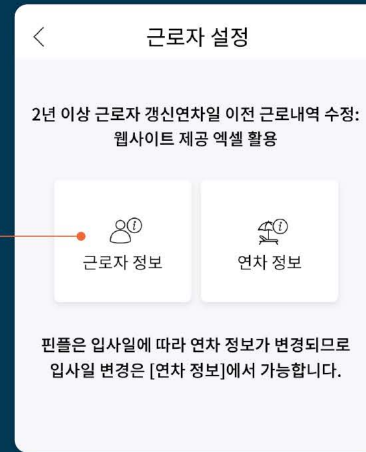 근로자 설정
2년 이상 근로자 갱신연차일 이전 근로내역 수정:
웹사이트 제공 엑셀 활용
근로자 정보
연차 정보
핀플은 입사일에 따라 연차 정보가 변경되므로
입사일 변경은 [연차 정보]에서 가능합니다.